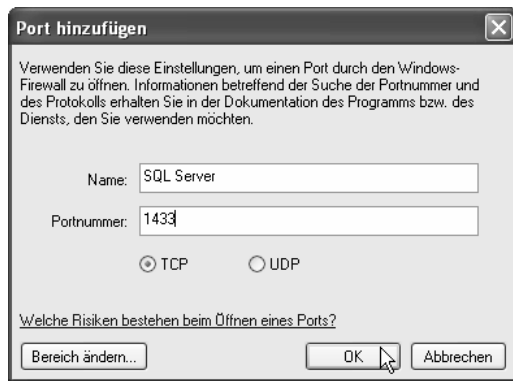 Port hinzufügen
Verwenden Sie diese Einstellungen, um einen Port durch den Windows-
Firewall zu öffnen. Informationen betreffend der Suche der Portnummer und
des Protokolls erhalten Sie in der Dokumentation des Programms bzw. des
Diensts, den Sie verwenden möchten.
Name: SQL Server
Portnummer: 1433
TCP UDP
Welche Risiken bestehen beim Öffnen eines Ports?
Bereich ändern... OK Abbrechen